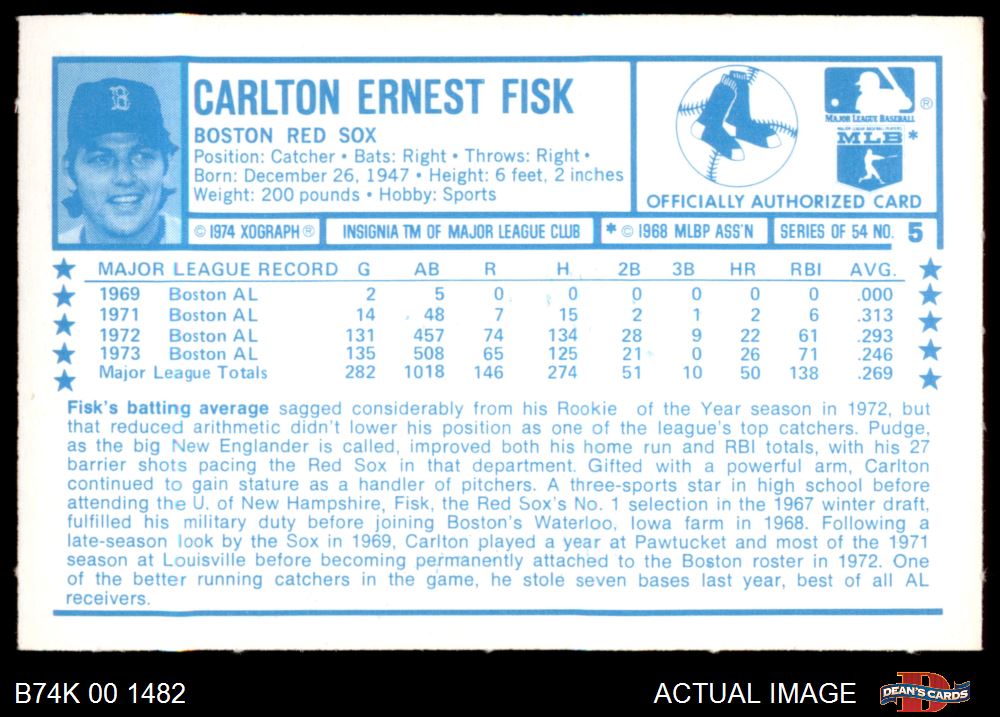 B
CARLTON ERNEST FISK
BOSTON RED SOX
Position: Catcher • Bats: Right • Throws: Right •
Born: December 26, 1947 • Height: 6 feet, 2 inches
Weight: 200 pounds • Hobby: Sports
MAJOR LEAGUE BASEBALL ®
MAJOR LEAGUE BASEBALL PLAYERS
MLB *
OFFICIALLY AUTHORIZED CARD
© 1974 XOGRAPH ® INSIGNIA TM OF MAJOR LEAGUE CLUB * © 1968 MLBP ASS'N SERIES OF 54 NO. 5
MAJOR LEAGUE RECORD G AB R H 2B 3B HR RBI AVG.
1969 Boston AL 2 5 0 0 0 0 0 0 .000
1971 Boston AL 14 48 7 15 2 1 2 6 .313
1972 Boston AL 131 457 74 134 28 9 22 61 .293
1973 Boston AL 135 508 65 125 21 0 26 71 .246
Major League Totals 282 1018 146 274 51 10 50 138 .269
Fisk's batting average sagged considerably from his Rookie of the Year season in 1972, but
that reduced arithmetic didn't lower his position as one of the league's top catchers. Pudge,
as the big New Englander is called, improved both his home run and RBI totals, with his 27
barrier shots pacing the Red Sox in that department. Gifted with a powerful arm, Carlton
continued to gain stature as a handler of pitchers. A three-sports star in high school before
attending the U. of New Hampshire, Fisk, the Red Sox's No. 1 selection in the 1967 winter draft,
fulfilled his military duty before joining Boston's Waterloo, Iowa farm in 1968. Following a
late-season look by the Sox in 1969, Carlton played a year at Pawtucket and most of the 1971
season at Louisville before becoming permanently attached to the Boston roster in 1972. One
of the better running catchers in the game, he stole seven bases last year, best of all AL
receivers.
B74K 00 1482 ACTUAL IMAGE
D
DEAN'S CARDS